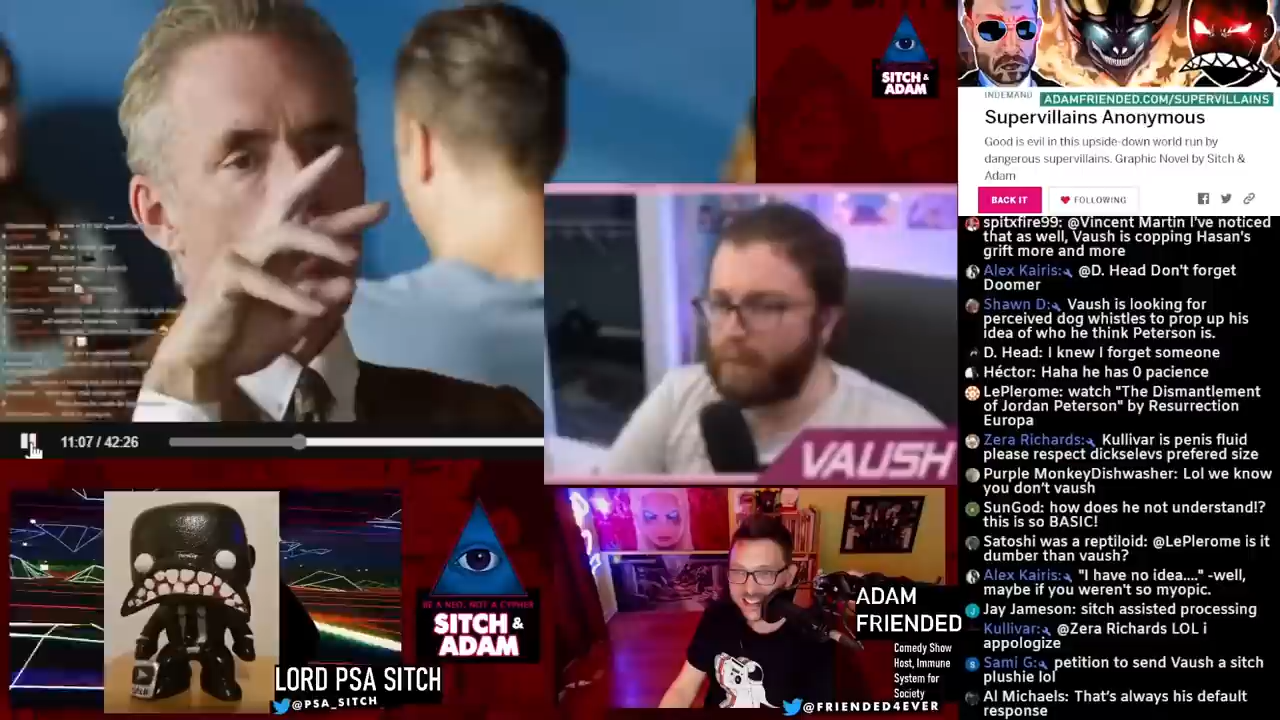 SITCH &
ADAM
INDEMAND
ADAMFRIENDED.COM/SUPERVILLAINS
Supervillains Anonymous
Good is evil in this upside-down world run by
dangerous supervillains. Graphic Novel by Sitch &
Adam
BACK IT
FOLLOWING
spitxfire99: @Vincent Martin I've noticed
that as well, Vaush is copping Hasan's
grift more and more
Alex Kairis: @D. Head Don't forget
Doomer
Shawn D: Vaush is looking for
perceived dog whistles to prop up his
idea of who he think Peterson is.
D. Head: I knew I forget someone
Héctor: Haha he has 0 pacience
LePlerome: watch "The Dismantlement
of Jordan Peterson" by Resurrection
Europa
Zera Richards: Kullivar is penis fluid
please respect dickselevs prefered size
Purple MonkeyDishwasher: Lol we know
you don't vaush
SunGod: how does he not understand!?
this is so BASIC!
Satoshi was a reptiloid: @LePlerome is it
dumber than vaush?
Alex Kairis: "I have no idea...." -well,
maybe if you weren't so myopic.
Jay Jameson: sitch assisted processing
Kullivar: @Zera Richards LOL i
appologize
Sami G: petition to send Vaush a sitch
plushie lol
Al Michaels: That's always his default
response
11:07 / 42:26
VAUSH
BE A NEO, NOT A CYPHER
SITCH &
ADAM
LORD PSA SITCH
@PSA_SITCH
ADAM
FRIENDED
Comedy Show
Host, Immune
System for
Society
@FRIENDED4EVER